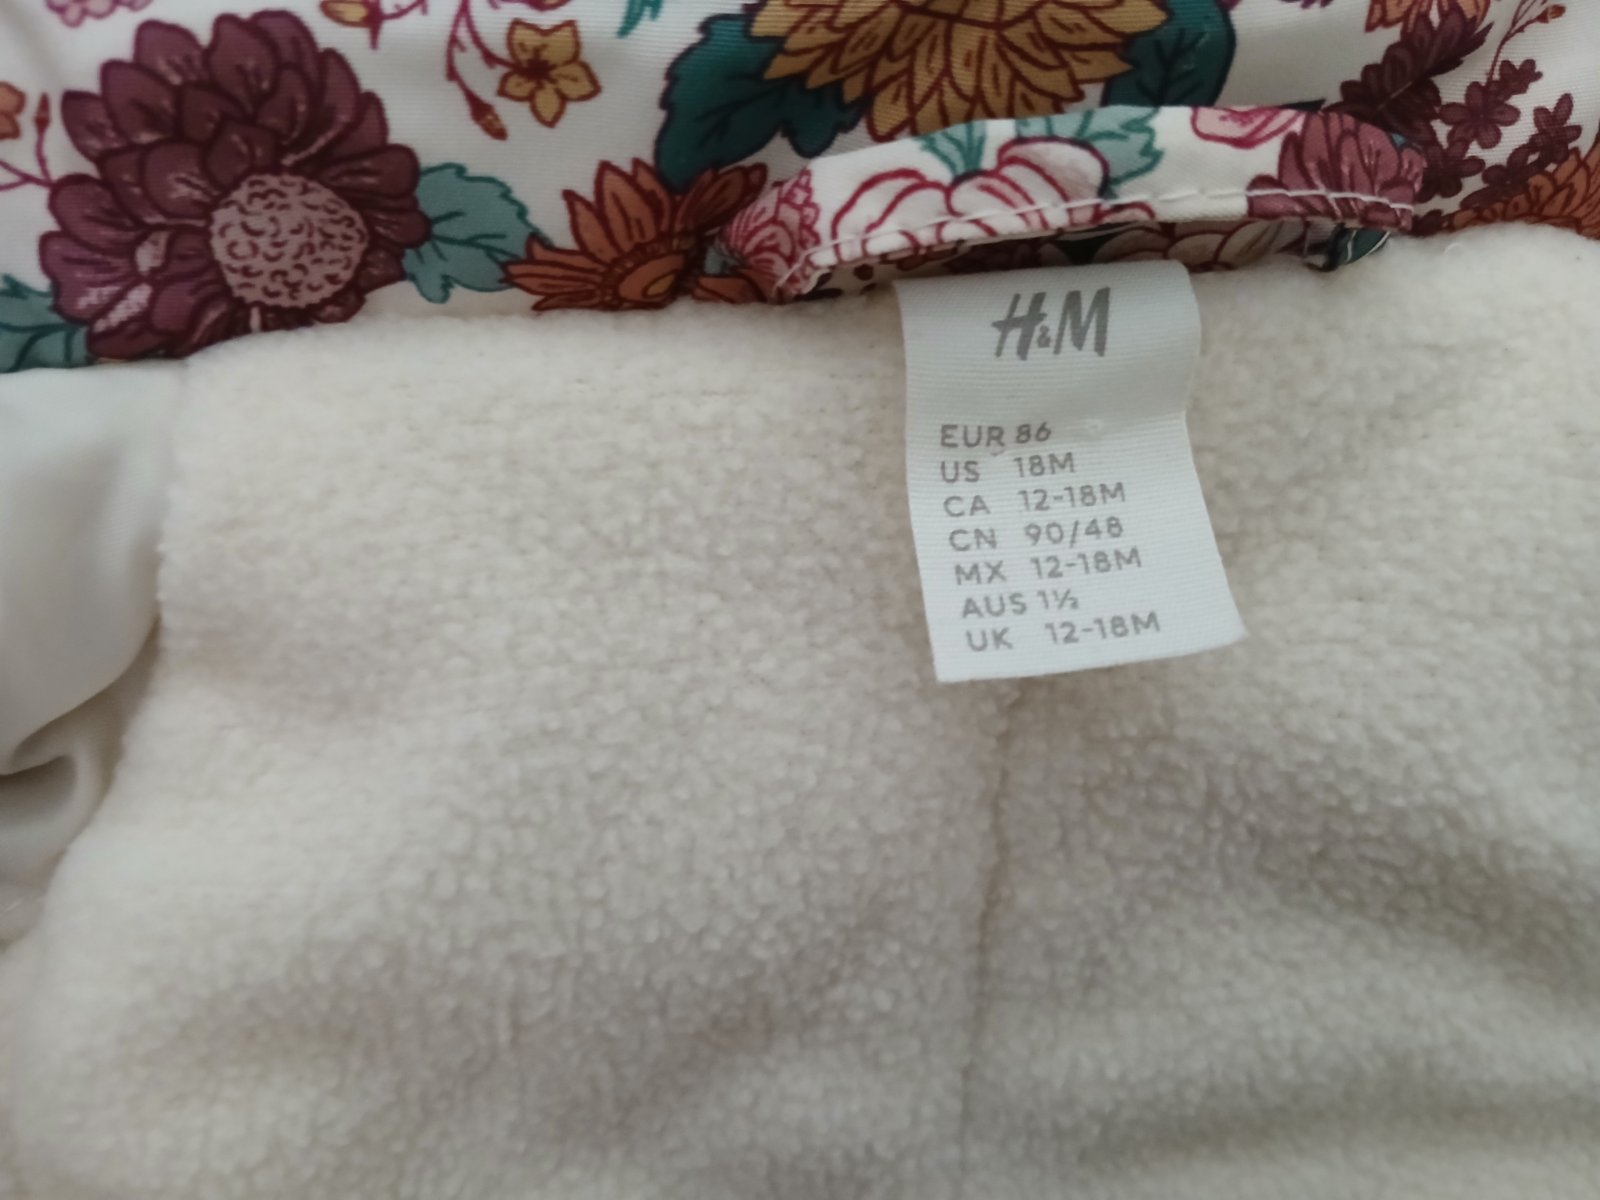 H&M
EUR 86
US 18M
CA 12-18M
CN 90/48
MX 12-18M
AUS 1½
UK 12-18M